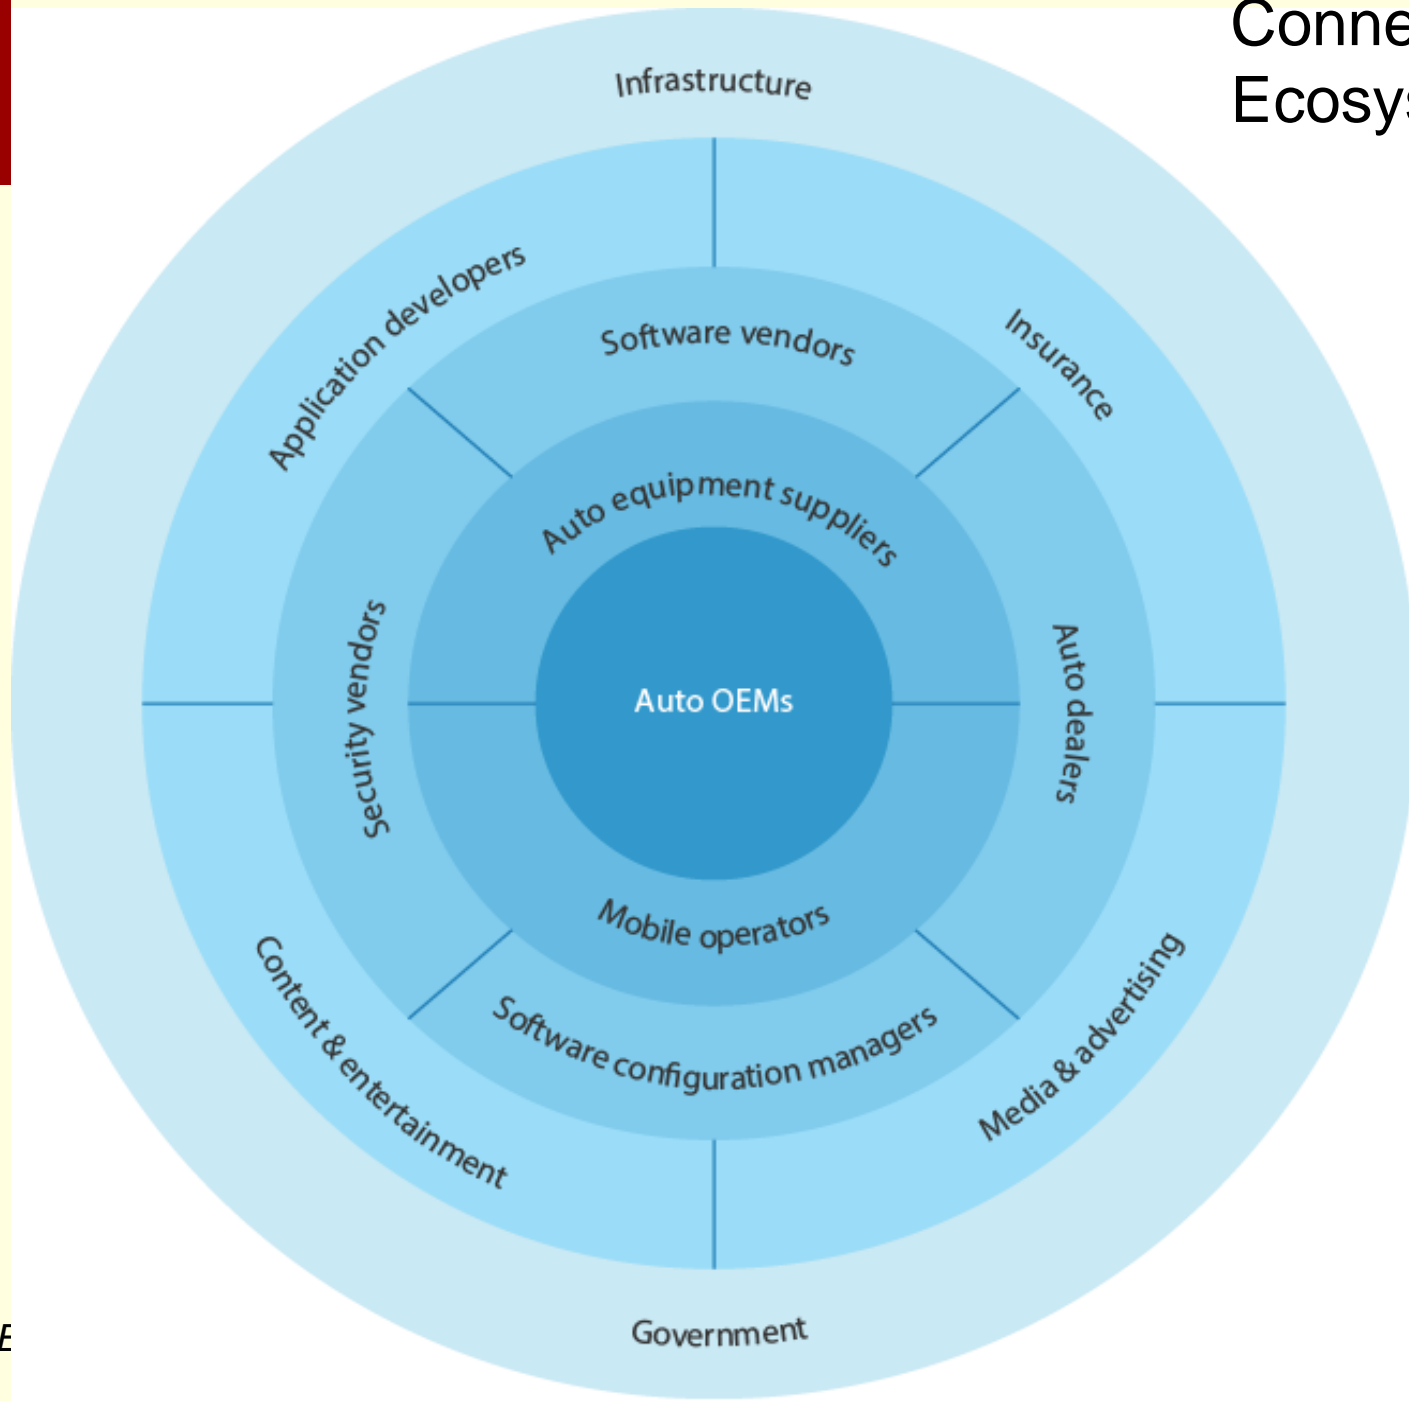 Infrastructure
Application developers
Insurance
Software vendors
Auto equipment suppliers
Security vendors
Auto OEMs
Auto dealers
Mobile operators
Software configuration managers
Content & entertainment
Media & advertising
Government